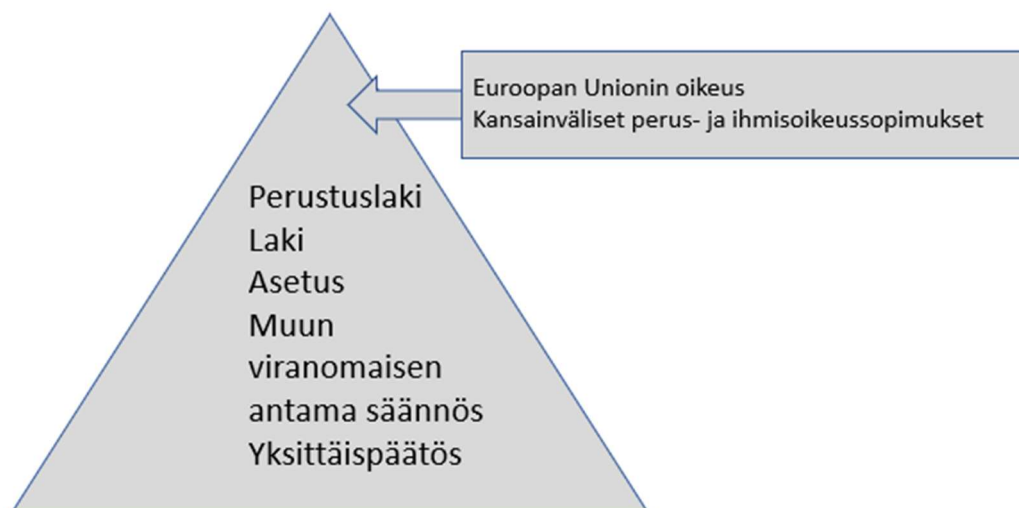 Euroopan Unionin oikeus
Kansainväliset perus- ja ihmisoikeussopimukset
Perustuslaki
Laki
Asetus
Muun
viranomaisen
antama säännös
Yksittäispäätös